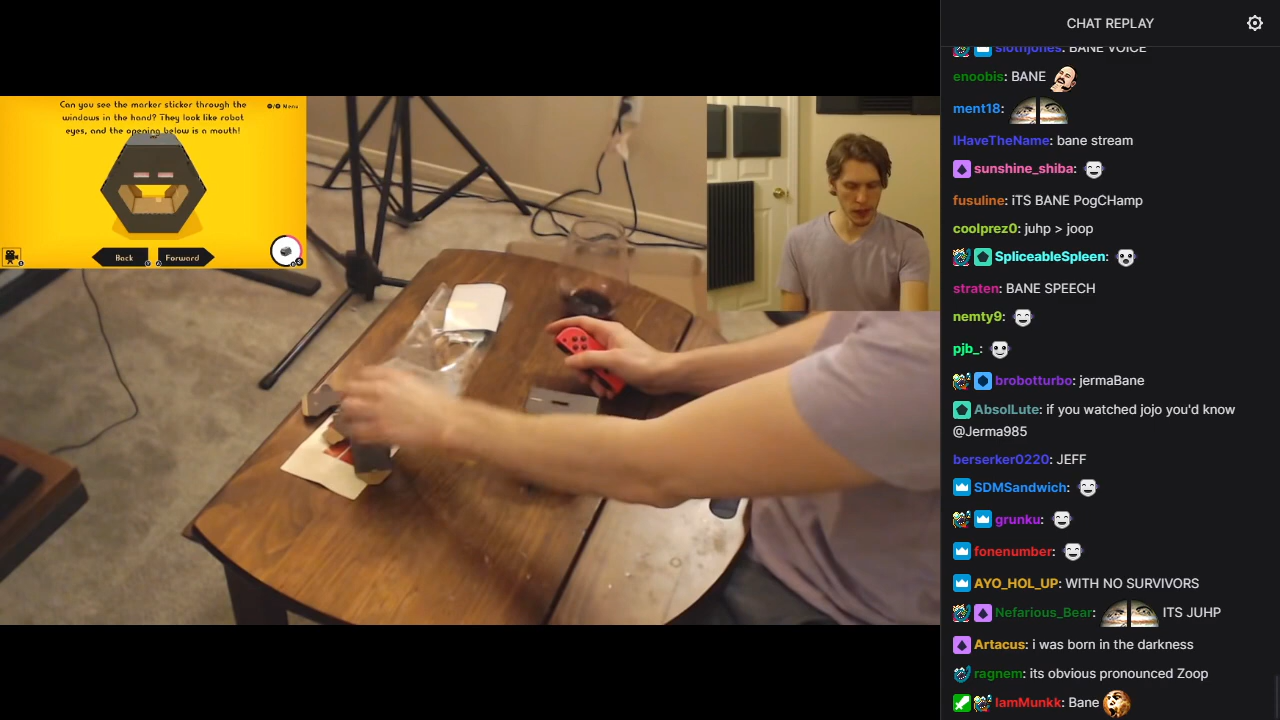 Can you see the marker sticker through the
windows in the hand? They look like robot
eyes, and the opening below is a mouth!
Menu
Back
Forward
CHAT REPLAY
slothjones: BANE VOICE
enoobis: BANE
ment18:
IHaveTheName: bane stream
sunshine_shiba:
fusuline: iTS BANE PogCHamp
coolprez0: juhp > joop
SpliceableSpleen:
straten: BANE SPEECH
nemty9:
pjb_:
brobotturbo: jermaBane
AbsolLute: if you watched jojo you'd know
@Jerma985
berserker0220: JEFF
SDMSandwich:
grunku:
fonenumber:
AYO_HOL_UP: WITH NO SURVIVORS
Nefarious_Bear: ITS JUHP
Artacus: i was born in the darkness
ragnem: its obvious pronounced Zoop
IamMunkk: Bane